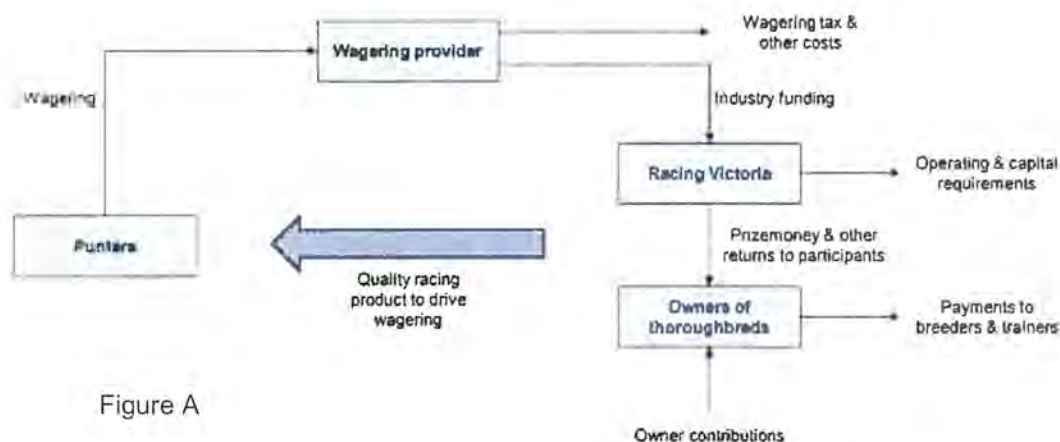 Wagering tax &
other costs
Wagering provider
Wagering
Industry funding
Racing Victoria
Operating & capital
requirements
Punters
Prizemoney & other
returns to participants
Quality racing
product to drive
wagering
Owners of
thoroughbreds
Payments to
breeders & trainers
Figure A
Owner contributions